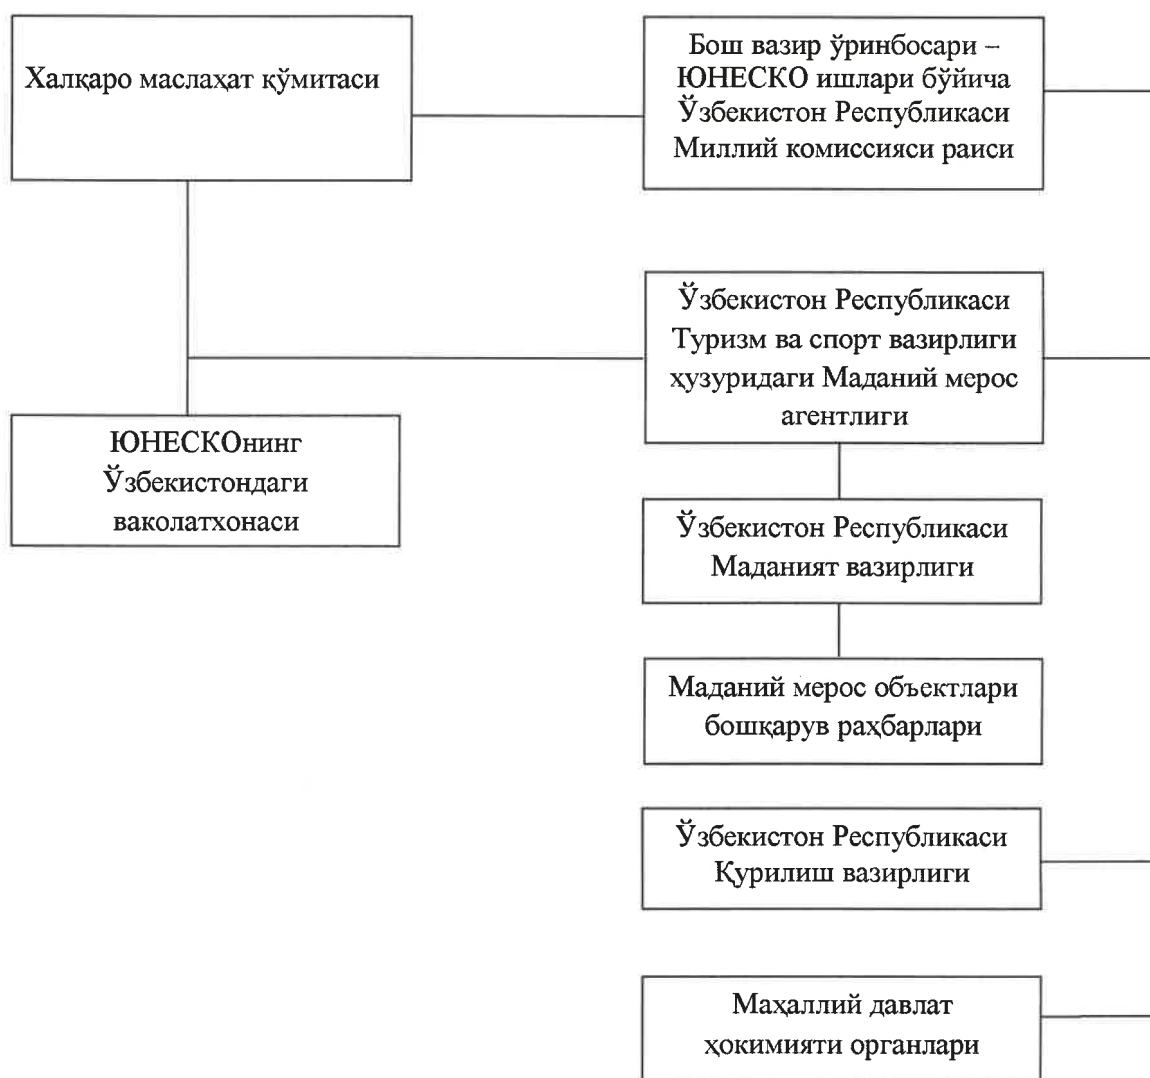 Халқаро маслаҳат қўмитаси
Бош вазир ўринбосари –
ЮНЕСКО ишлари бўйича
Ўзбекистон Республикаси
Миллий комиссияси раиси
Ўзбекистон Республикаси
Туризм ва спорт вазирлиги
ҳузуридаги Маданий мерос
агентлиги
ЮНЕСКОнинг
Ўзбекистондаги
ваколатхонаси
Ўзбекистон Республикаси
Маданият вазирлиги
Маданий мерос объектлари
бошқарув раҳбарлари
Ўзбекистон Республикаси
Қурилиш вазирлиги
Маҳаллий давлат
ҳокимияти органлари